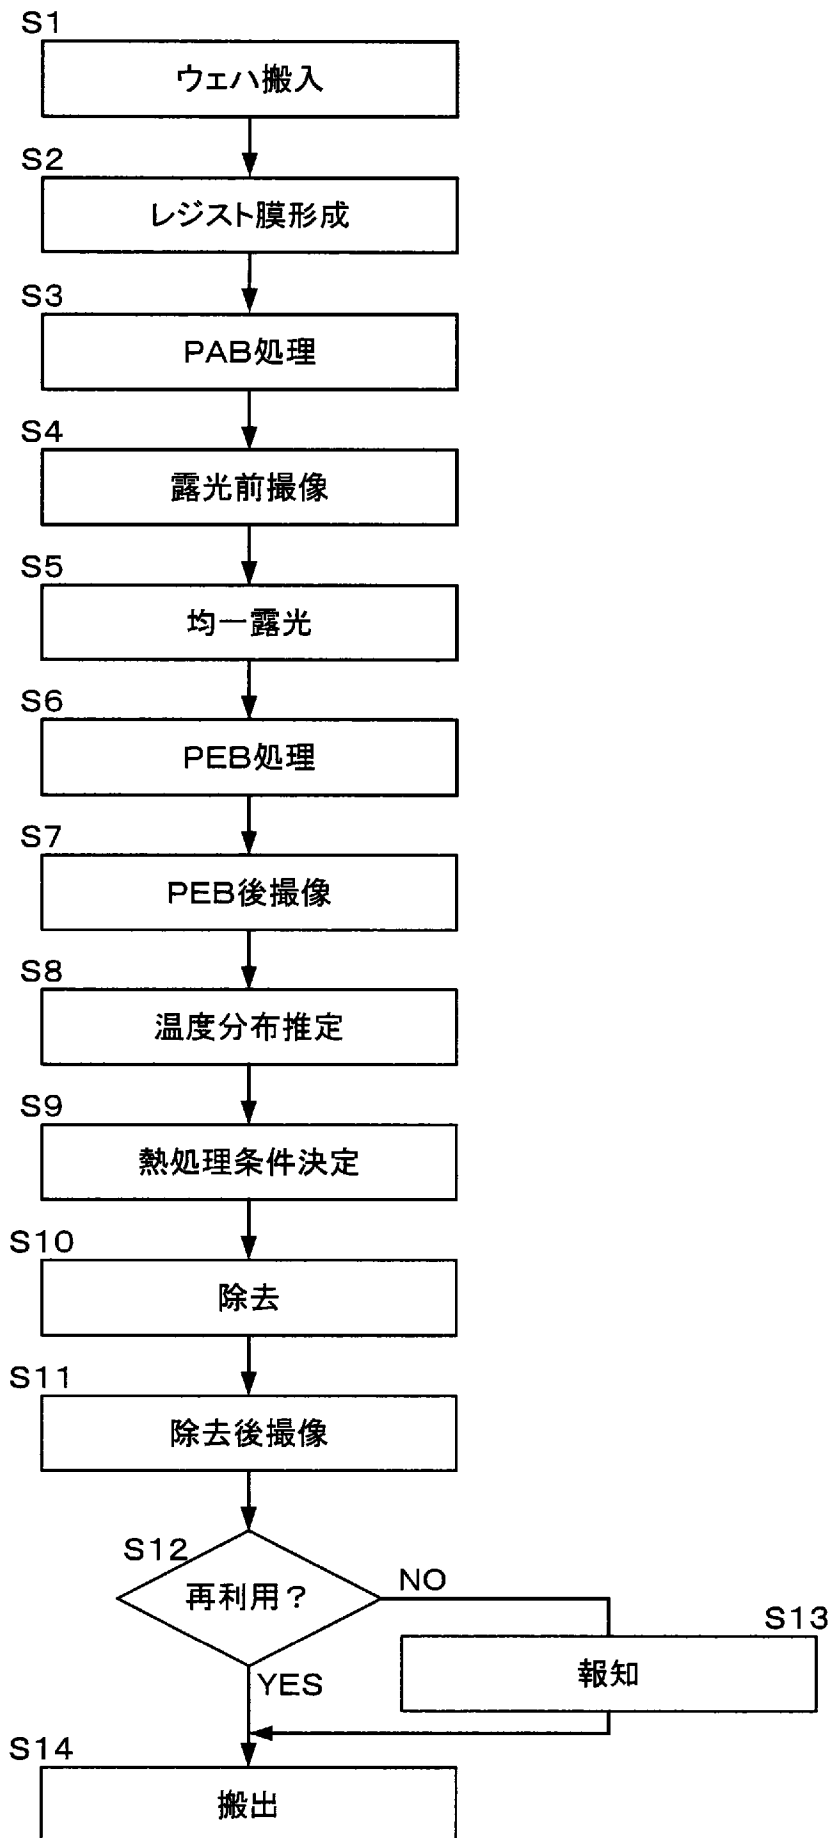 S1
ウェハ搬入
S2
レジスト膜形成
S3
PAB処理
S4
露光前撮像
S5
均一露光
S6
PEB処理
S7
PEB後撮像
S8
温度分布推定
S9
熱処理条件決定
S10
除去
S11
除去後撮像
S12
再利用?
NO
S13
報知
YES
S14
搬出